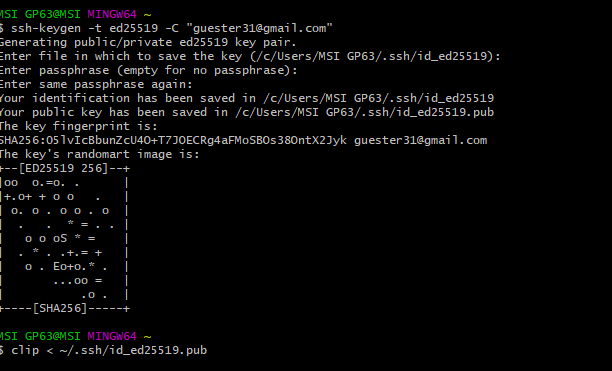 MSI GP63@MSI MINGW64 ~
$ ssh-keygen -t ed25519 -C "guester31@gmail.com"
Generating public/private ed25519 key pair.
Enter file in which to save the key (/c/Users/MSI GP63/.ssh/id_ed25519):
Enter passphrase (empty for no passphrase):
Enter same passphrase again:
Your identification has been saved in /c/Users/MSI GP63/.ssh/id_ed25519
Your public key has been saved in /c/Users/MSI GP63/.ssh/id_ed25519.pub
The key fingerprint is:
SHA256:O5lvIcBbunZcU4O+T7JOECRg4aFMoSBOs38OntX2Jyk guester31@gmail.com
The key's randomart image is:
+--[ED25519 256]--+
|oo  o.=o. .      |
|+.o+ + o o   .   |
| o. o . o o . o  |
|  .   .  * = . . |
|   o o oS * =    |
|  . * . .+.= +   |
|   o . Eo+o.* .  |
|       ...oo =   |
|           .o .  |
+----[SHA256]-----+
MSI GP63@MSI MINGW64 ~
$ clip < ~/.ssh/id_ed25519.pub